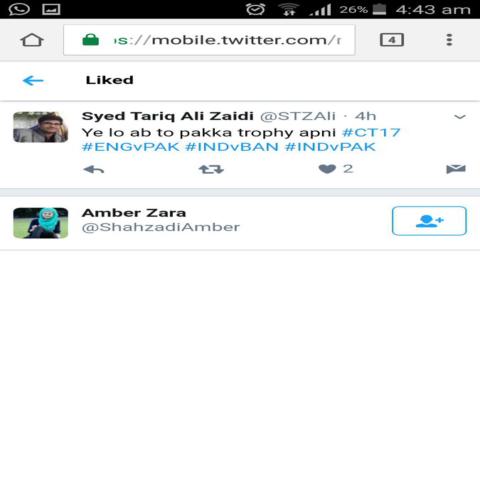 26% 4:43 am
s://mobile.twitter.com/ 4
Liked
Syed Tariq Ali Zaidi @STZAli · 4h
Ye lo ab to pakka trophy apni #CT17
#ENGvPAK #INDvBAN #INDvPAK
2
Amber Zara
@ShahzadiAmber